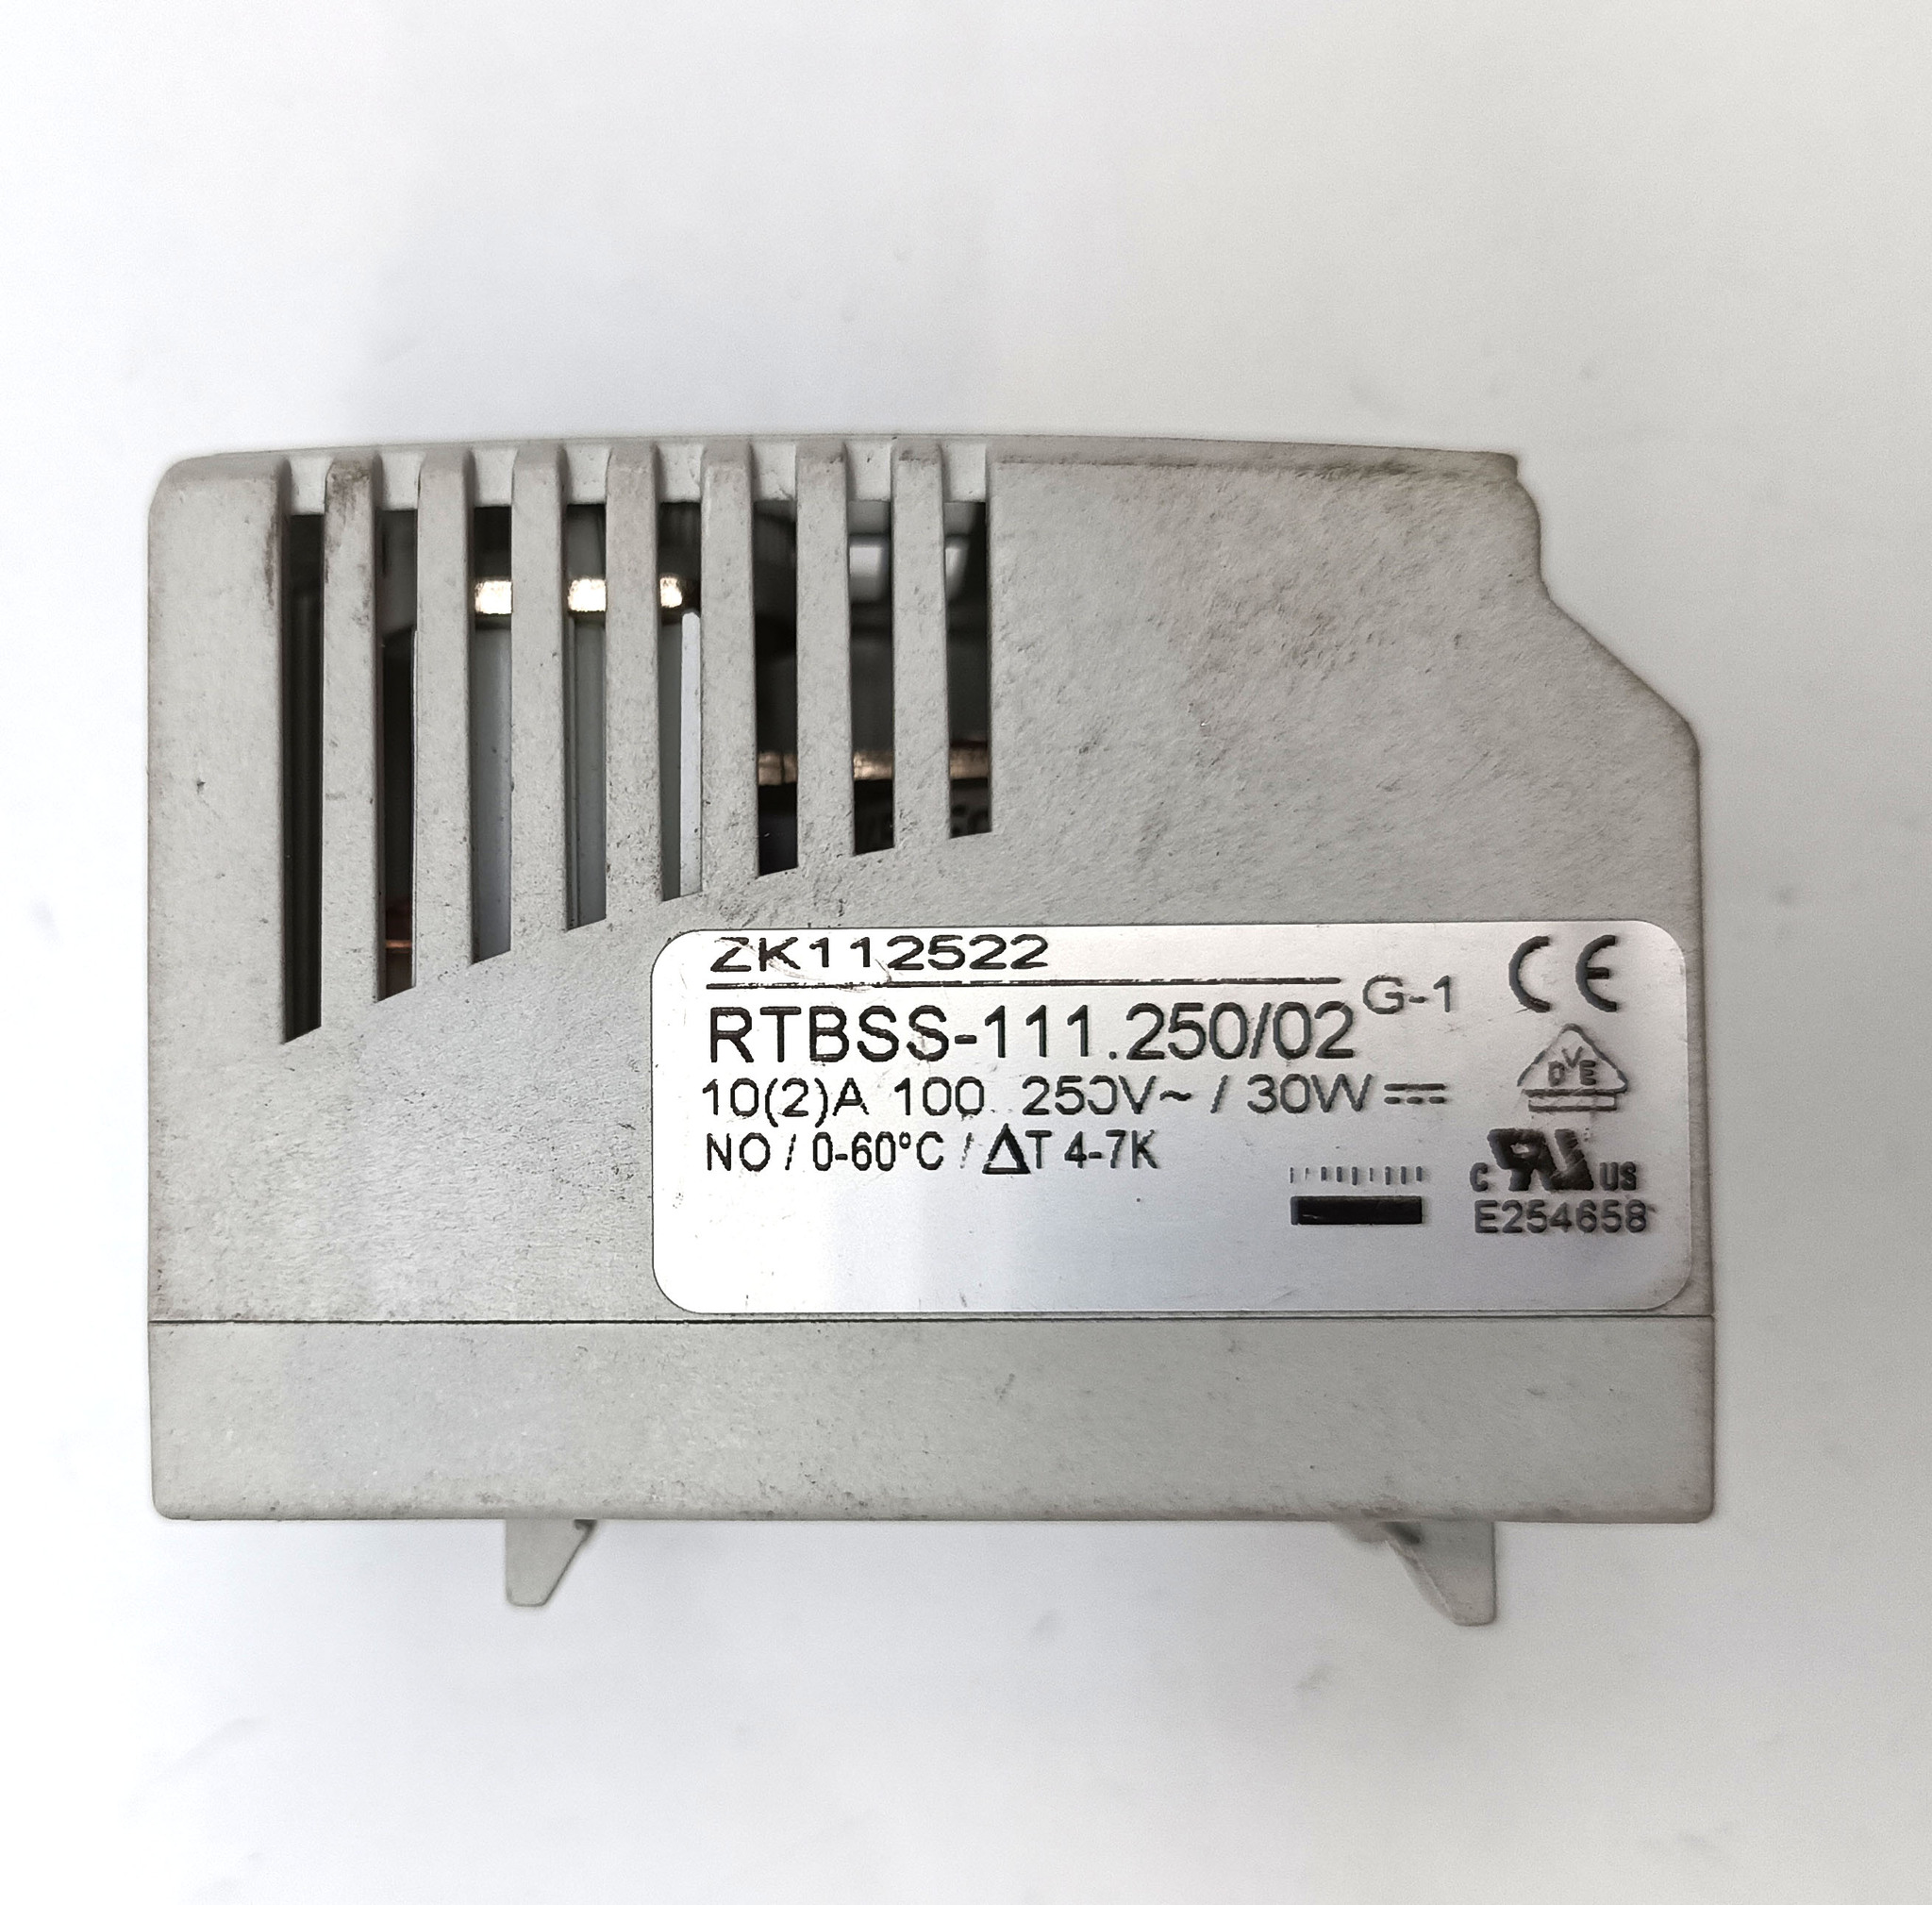 ZK112522
RTBSS-111.250/02 G-1
10(2)A 100..250V~ / 30W⎓
NO / 0-60°C / ΔT 4-7K
CE
DVE
C RU US
E254658